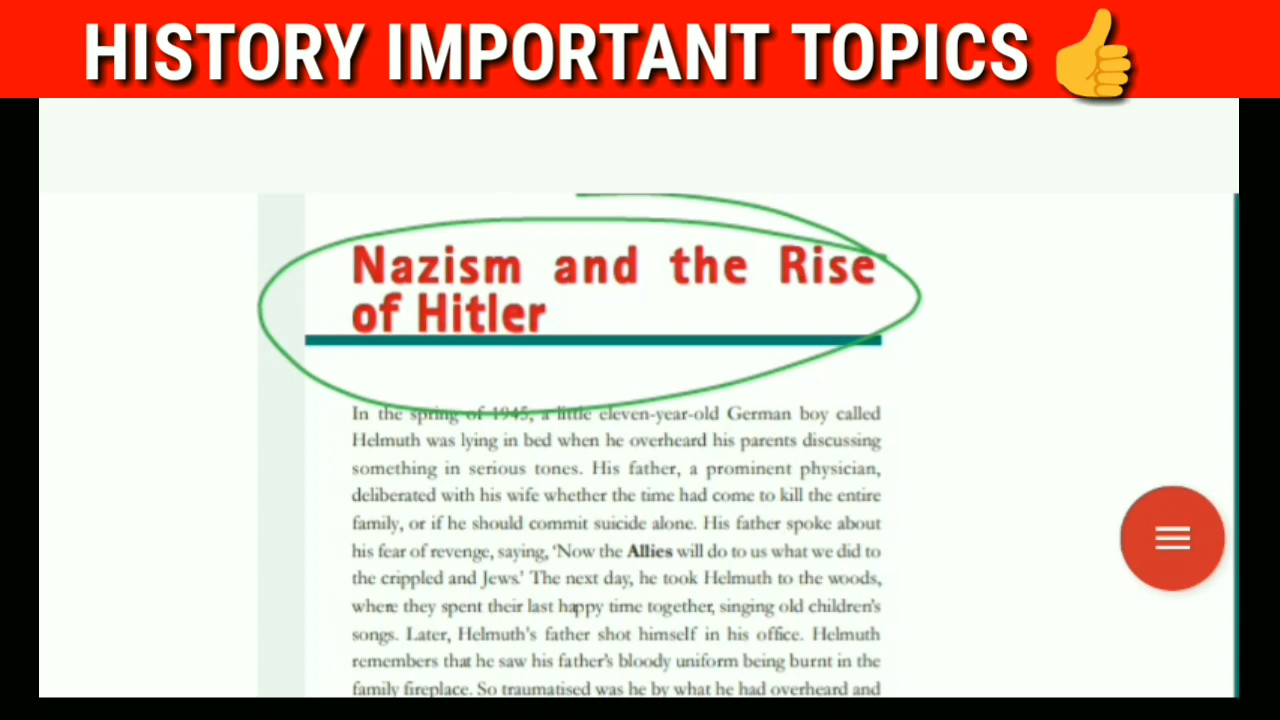 HISTORY IMPORTANT TOPICS
Nazism and the Rise
of Hitler
In the spring of 1945, a little eleven-year-old German boy called
Helmuth was lying in bed when he overheard his parents discussing
something in serious tones. His father, a prominent physician,
deliberated with his wife whether the time had come to kill the entire
family, or if he should commit suicide alone. His father spoke about
his fear of revenge, saying, ‘Now the Allies will do to us what we did to
the crippled and Jews.’ The next day, he took Helmuth to the woods,
where they spent their last happy time together, singing old children’s
songs. Later, Helmuth’s father shot himself in his office. Helmuth
remembers that he saw his father’s bloody uniform being burnt in the
family fireplace. So traumatised was he by what he had overheard and